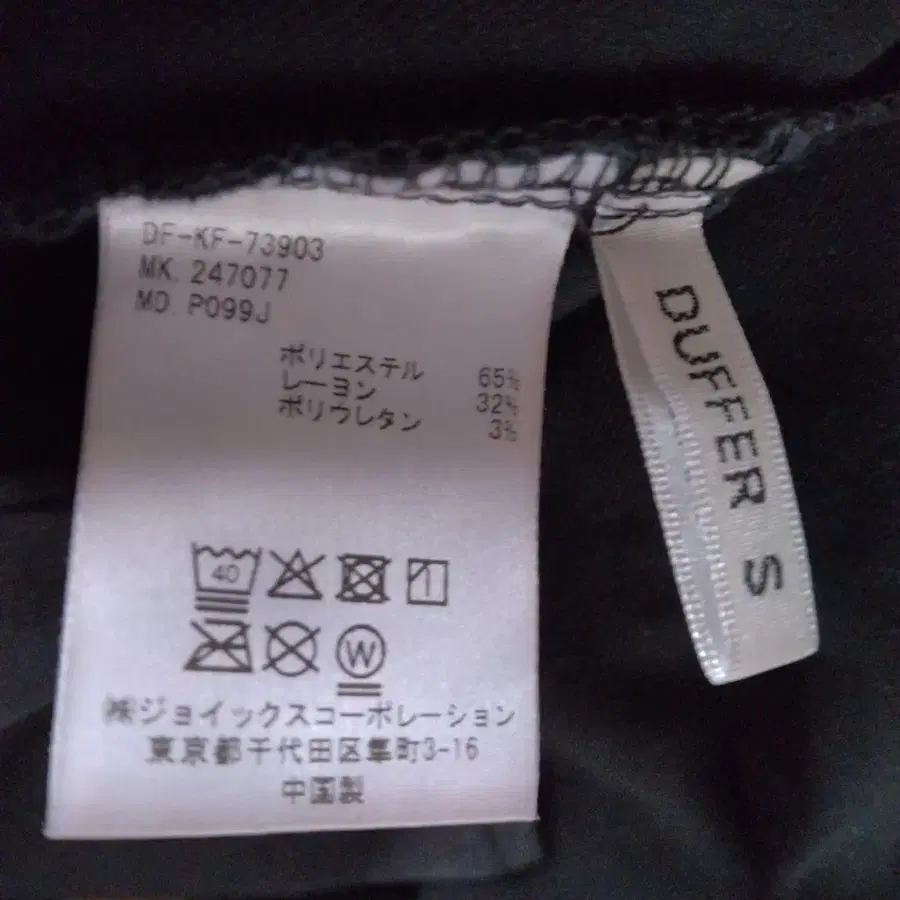 DF-KF-73903
MK. 247077
MD. P099J
ポリエステル 65%
レーヨン 32%
ポリウレタン 3%
40
W
㈱ジョイックスコーポレーション
東京都千代田区隼町3-16
中国製
DUFFER S